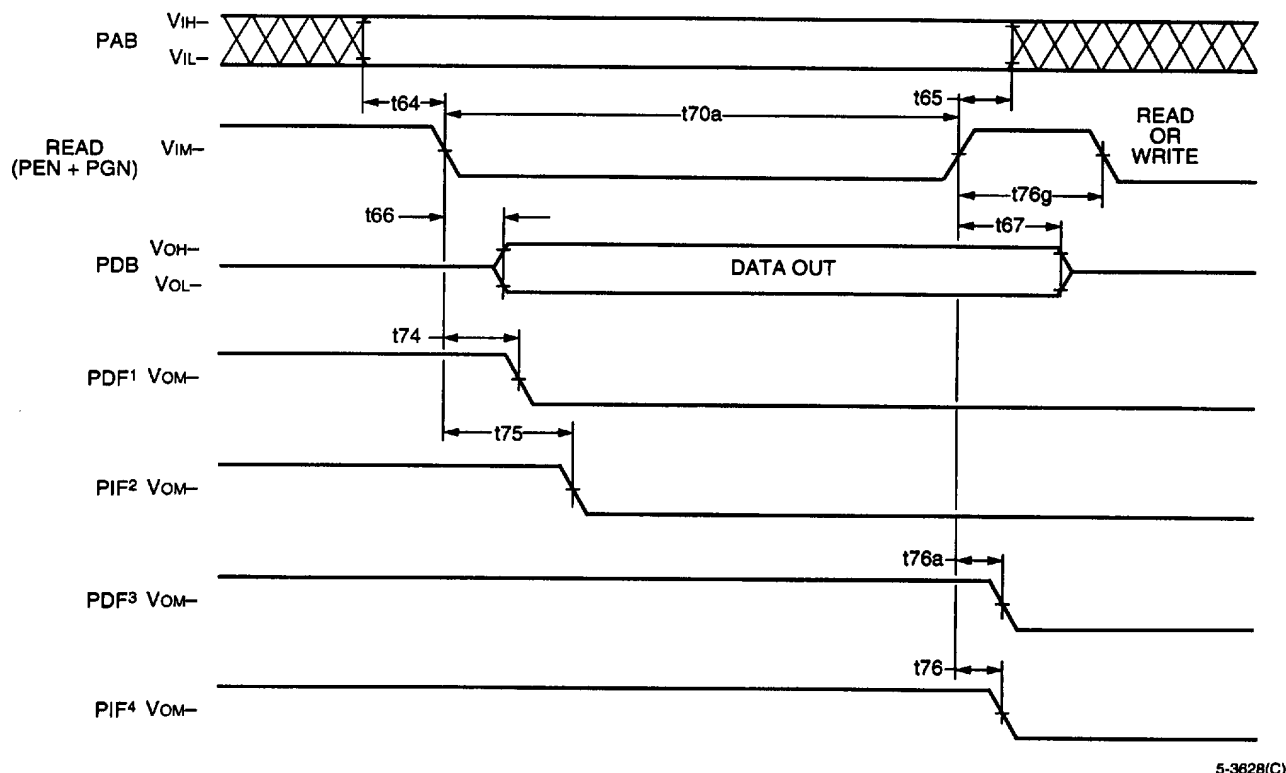 PAB
VIH–
VIL–
t64
t70a
t65
READ
(PEN + PGN)
VIM–
READ
OR
WRITE
t76g
t66
t67
PDB
VOH–
VOL–
DATA OUT
t74
PDF¹ VOM–
t75
PIF² VOM–
t76a
PDF³ VOM–
t76
PIF⁴ VOM–
5-3628(C)